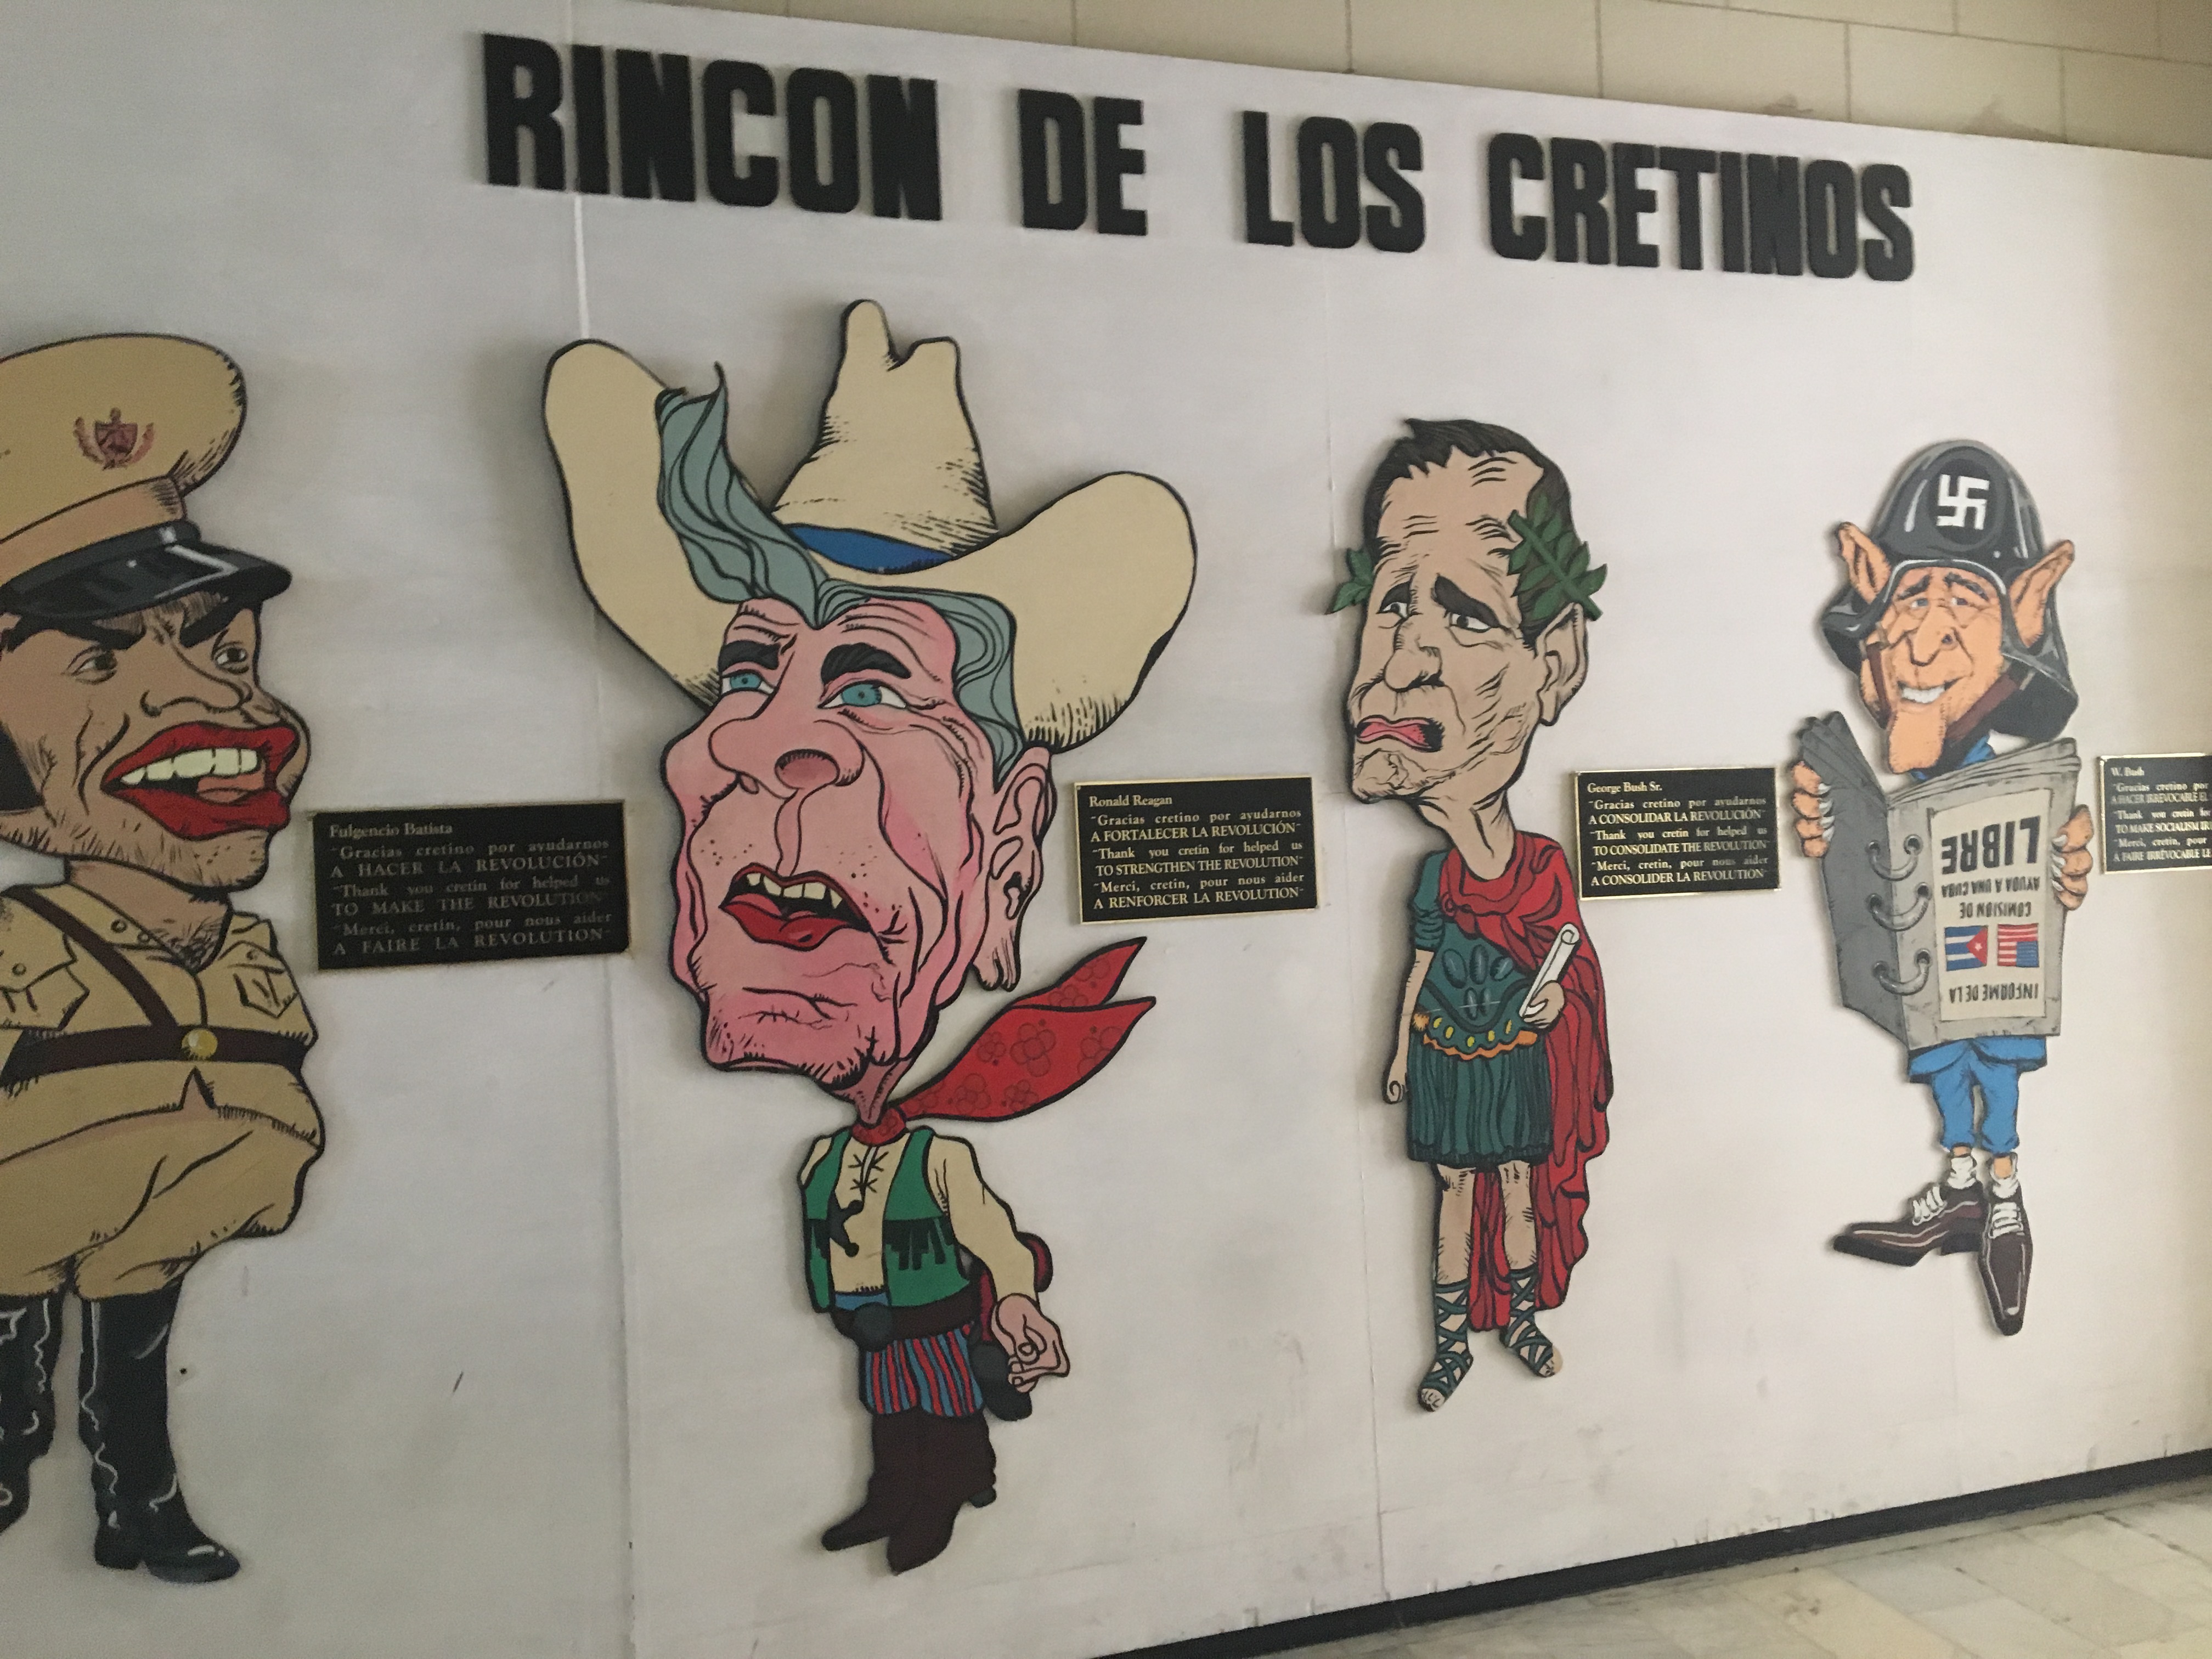 RINCON DE LOS CRETINOS
Fulgencio Batista
"Gracias cretino por ayudarnos
A HACER LA REVOLUCIÓN"
"Thank you cretin for helped us
TO MAKE THE REVOLUTION"
"Merci, cretin, pour nous aider
A FAIRE LA REVOLUTION"
Ronald Reagan
"Gracias cretino por ayudarnos
A FORTALECER LA REVOLUCIÓN"
"Thank you cretin for helped us
TO STRENGTHEN THE REVOLUTION"
"Merci, cretin, pour nous aider
A RENFORCER LA REVOLUTION"
George Bush Sr.
"Gracias cretino por ayudarnos
A CONSOLIDAR LA REVOLUCIÓN"
"Thank you cretin for helped us
TO CONSOLIDATE THE REVOLUTION"
"Merci, cretin, pour nous aider
A CONSOLIDER LA REVOLUTION"
INFORME DE LA
COMISION DE
AYUDA A UNA CUBA
LIBRE
W. Bush
"Gracias cretino por
A HACER IRREVOCABLE EL
"Thank you cretin for
TO MAKE SOCIALISM
"Merci, cretin, pour
A FAIRE IRRÉVOCABLE LE